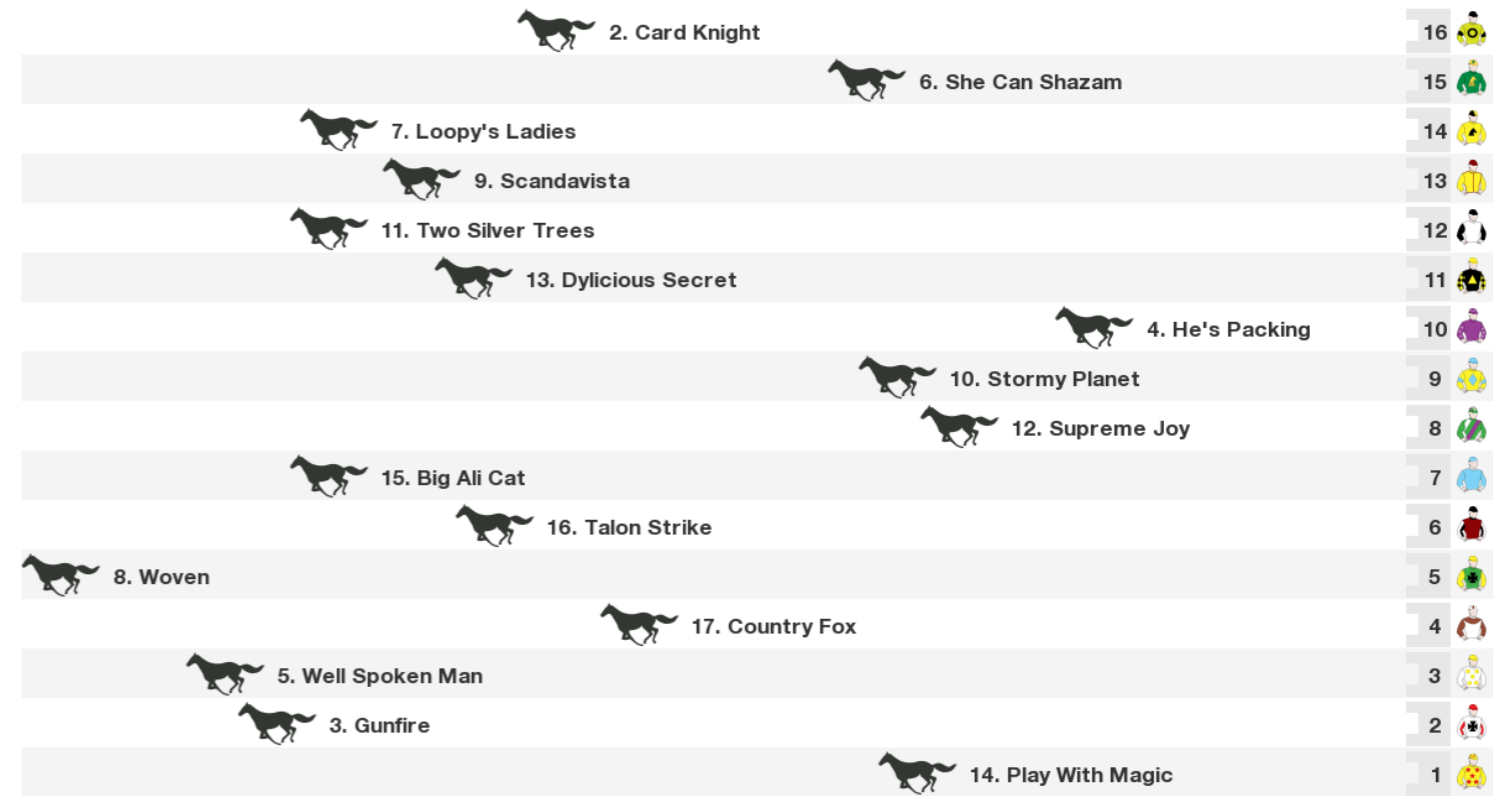 2. Card Knight 16
6. She Can Shazam 15
7. Loopy's Ladies 14
9. Scandavista 13
11. Two Silver Trees 12
13. Dylicious Secret 11
4. He's Packing 10
10. Stormy Planet 9
12. Supreme Joy 8
15. Big Ali Cat 7
16. Talon Strike 6
8. Woven 5
17. Country Fox 4
5. Well Spoken Man 3
3. Gunfire 2
14. Play With Magic 1